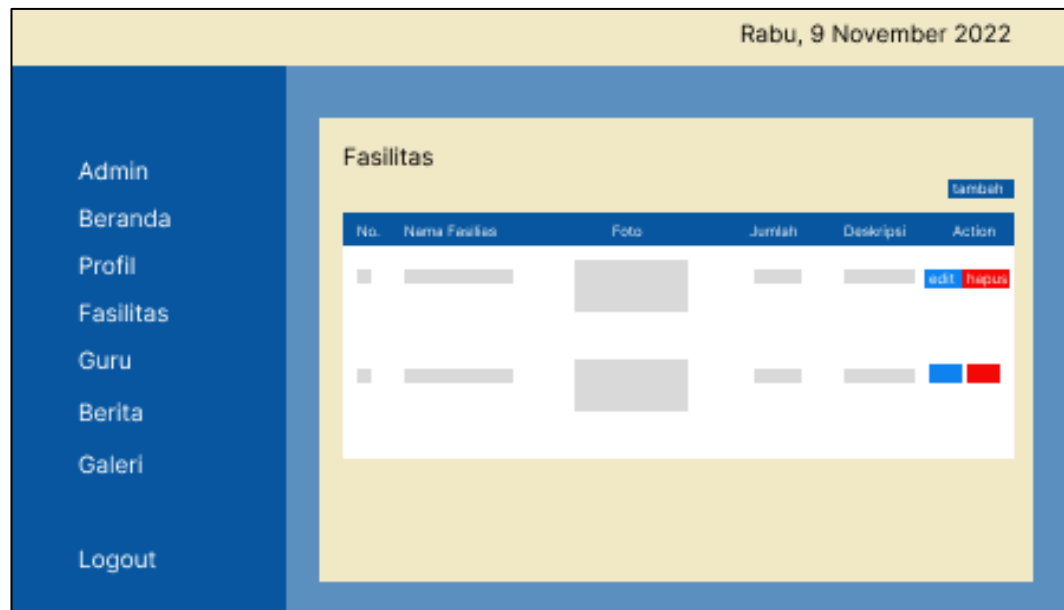 Rabu, 9 November 2022
Admin
Beranda
Profil
Fasilitas
Guru
Berita
Galeri
Logout
Fasilitas
tambah
No. Nama Fasilias Foto Jumlah Deskripsi Action
edit hapus